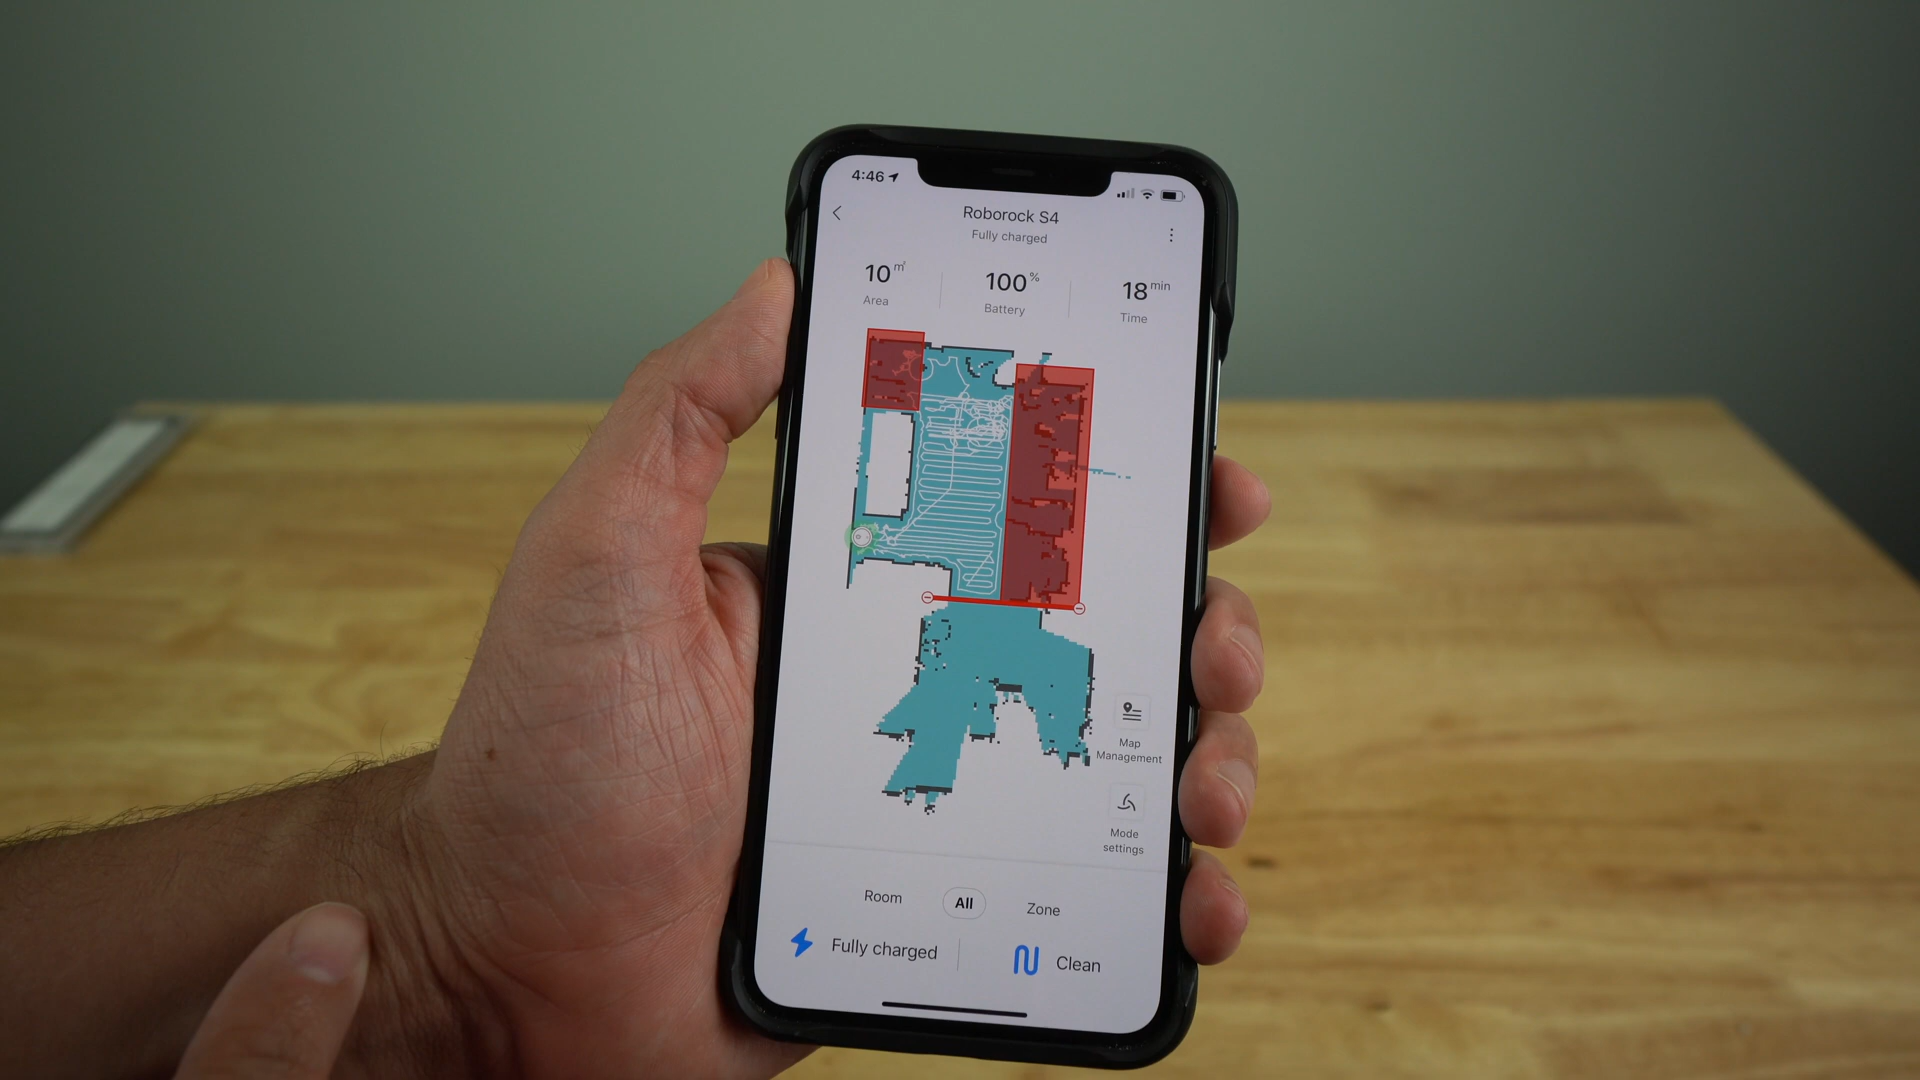 4:46
Roborock S4
Fully charged
10 ㎡
Area
100 %
Battery
18 min
Time
Map
Management
Mode
settings
Room
All
Zone
Fully charged
Clean